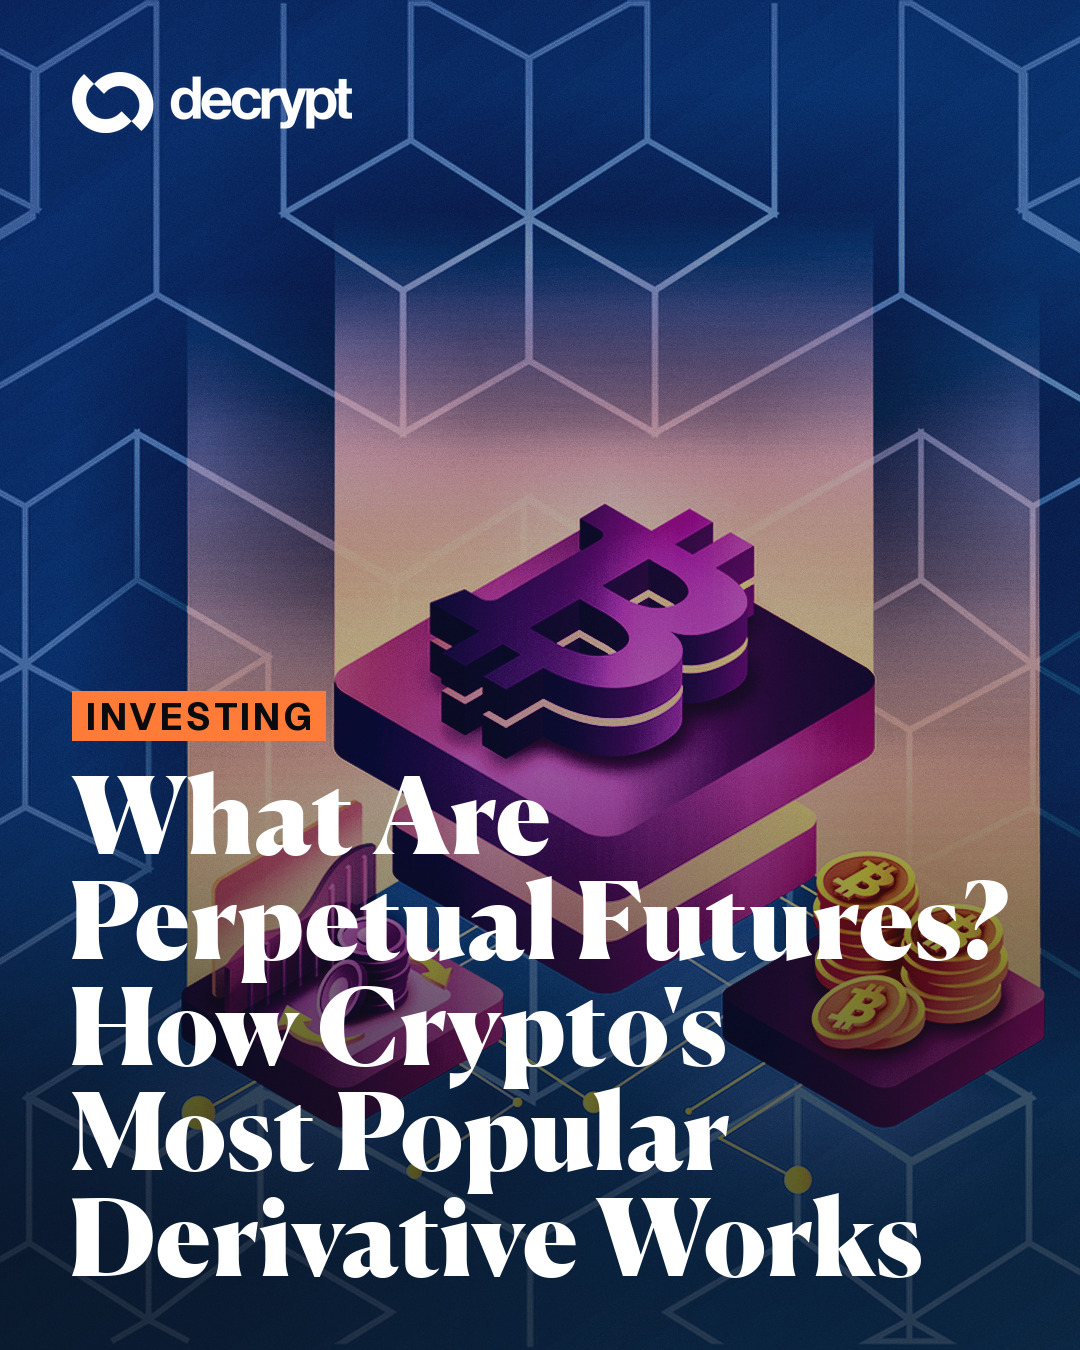 decrypt
INVESTING
What Are
Perpetual Futures?
How Crypto's
Most Popular
Derivative Works